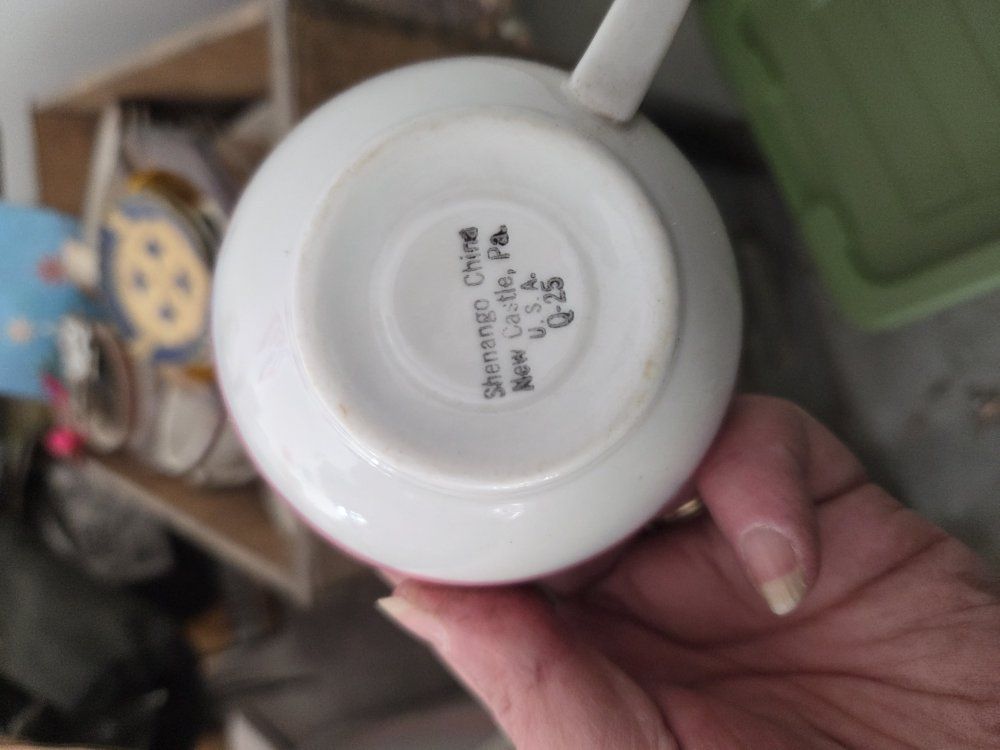 Shenango China
New Castle, Pa.
U. S. A.
Q-25